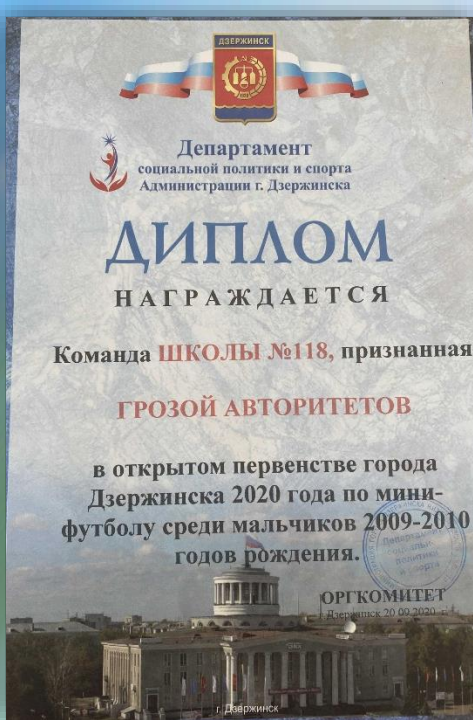 ДЗЕРЖИНСК
Департамент
социальной политики и спорта
Администрации г. Дзержинска
ДИПЛОМ
НАГРАЖДАЕТСЯ
Команда ШКОЛЫ №118, признанная
ГРОЗОЙ АВТОРИТЕТОВ
в открытом первенстве города
Дзержинска 2020 года по мини-
футболу среди мальчиков 2009-2010
годов рождения.
ОРГКОМИТЕТ
г. Дзержинск 20.09.2020 г.
г. Дзержинск